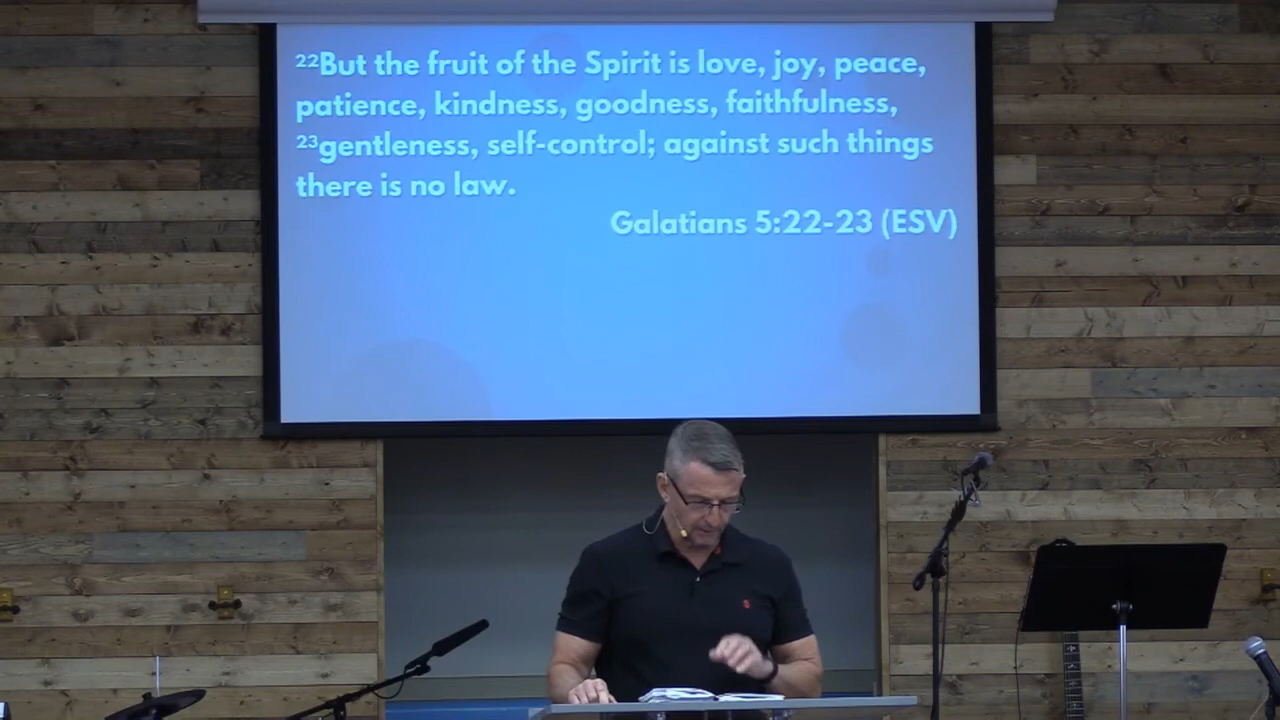 ²²But the fruit of the Spirit is love, joy, peace,
patience, kindness, goodness, faithfulness,
²³gentleness, self-control; against such things
there is no law.
Galatians 5:22-23 (ESV)